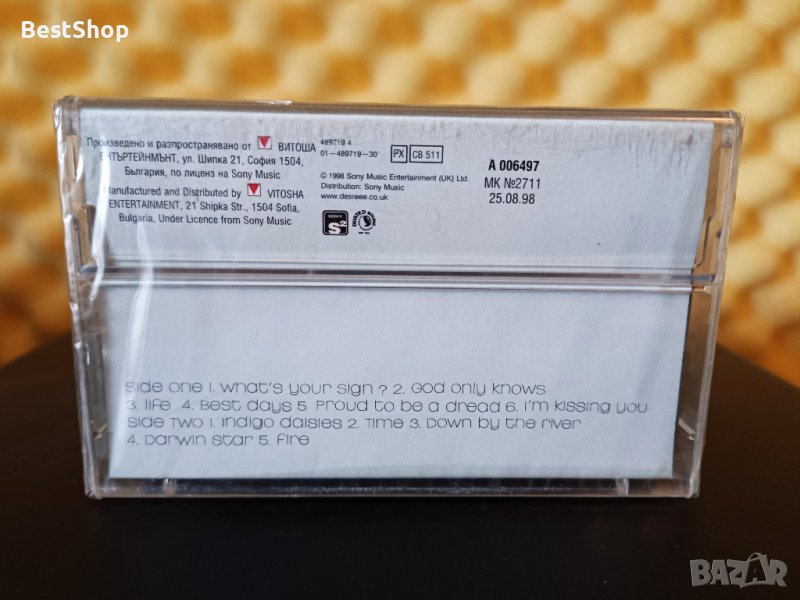 BestShop
Произведено и разпространявано от ВИТОША
ЕНТЪРТЕЙНМЪНТ, ул. Шипка 21, София 1504,
България, по лиценз на Sony Music
Manufactured and Distributed by VITOSHA
ENTERTAINMENT, 21 Shipka Str., 1504 Sofia,
Bulgaria, Under Licence from Sony Music
489719 4
01-489719-30
PX CB 511
© 1998 Sony Music Entertainment (UK) Ltd.
Distribution: Sony Music
www.desreee.co.uk
SONY
S2
A 006497
МК №2711
25.08.98
side one 1. what's your sign? 2. God only knows
3. life 4. Best days 5 Proud to be a dread 6. I'm kissing you
side two 1. indigo daisies 2. Time 3. Down by the river
4. Darwin star 5. fire
BAZAR